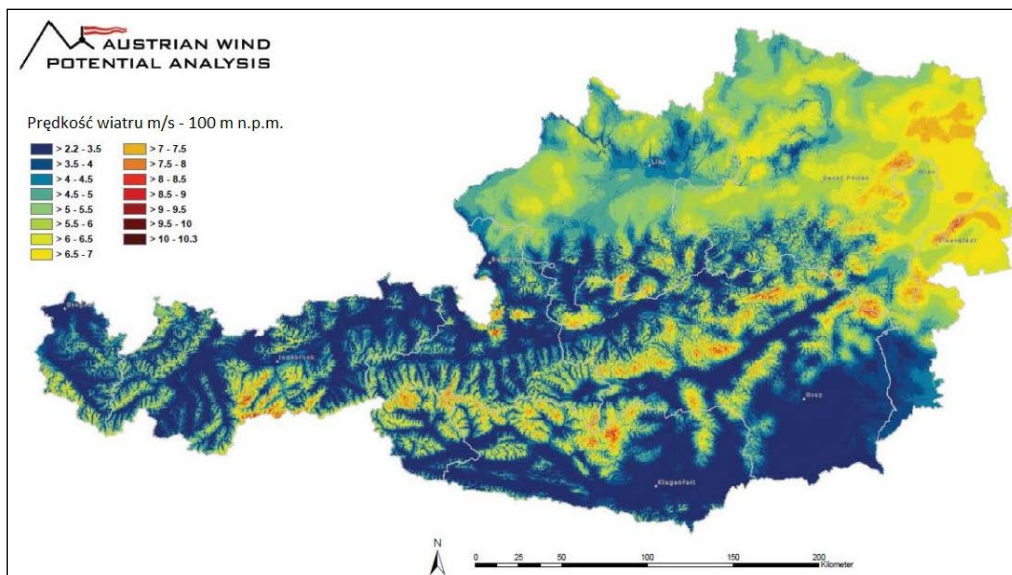 AUSTRIAN WIND
POTENTIAL ANALYSIS
Prędkość wiatru m/s - 100 m n.p.m.
> 2.2 - 3.5
> 3.5 - 4
> 4 - 4.5
> 4.5 - 5
> 5 - 5.5
> 5.5 - 6
> 6 - 6.5
> 6.5 - 7
> 7 - 7.5
> 7.5 - 8
> 8 - 8.5
> 8.5 - 9
> 9 - 9.5
> 9.5 - 10
> 10 - 10.3
Linz
Sankt Pölten
Wien
Eisenstadt
Innsbruck
Graz
Klagenfurt
N
0 25 50 100 150 200
Kilometer